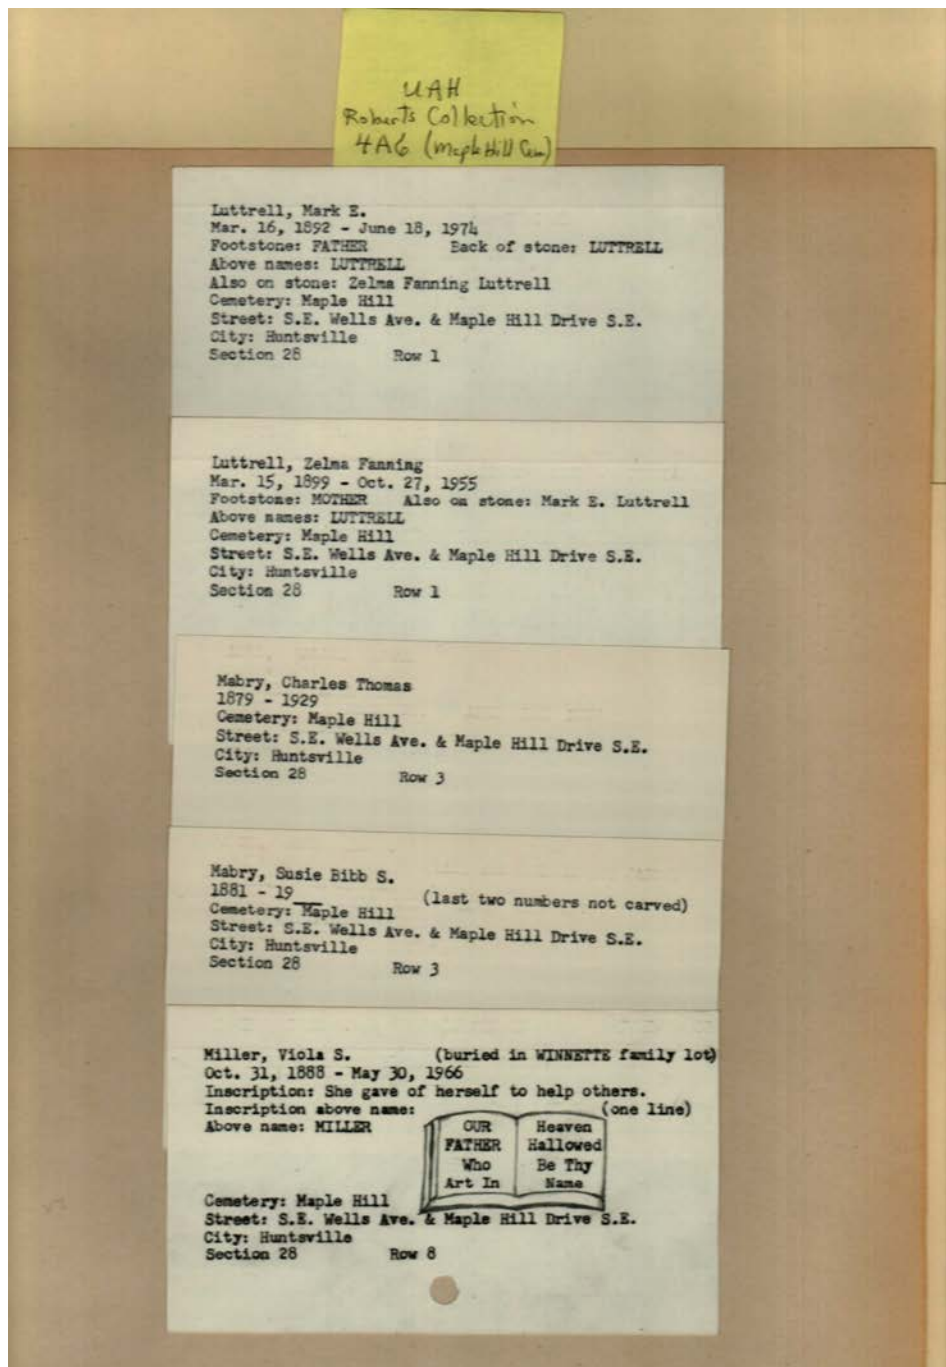 UAH
Roberts Collection
4A6 (Maple Hill Cem)
Luttrell, Mark E.
Mar. 16, 1892 - June 18, 1974
Footstone: FATHER Back of stone: LUTTRELL
Above names: LUTTRELL
Also on stone: Zelma Fanning Luttrell
Cemetery: Maple Hill
Street: S.E. Wells Ave. & Maple Hill Drive S.E.
City: Huntsville
Section 28 Row 1
Luttrell, Zelma Fanning
Mar. 15, 1899 - Oct. 27, 1955
Footstone: MOTHER Also on stone: Mark E. Luttrell
Above names: LUTTRELL
Cemetery: Maple Hill
Street: S.E. Wells Ave. & Maple Hill Drive S.E.
City: Huntsville
Section 28 Row 1
Mabry, Charles Thomas
1879 - 1929
Cemetery: Maple Hill
Street: S.E. Wells Ave. & Maple Hill Drive S.E.
City: Huntsville
Section 28 Row 3
Mabry, Susie Bibb S.
1881 - 19__ (last two numbers not carved)
Cemetery: Maple Hill
Street: S.E. Wells Ave. & Maple Hill Drive S.E.
City: Huntsville
Section 28 Row 3
Miller, Viola S. (buried in WINNETTE family lot)
Oct. 31, 1888 - May 30, 1966
Inscription: She gave of herself to help others.
Inscription above name: (one line)
Above name: MILLER
OUR
FATHER
Who
Art In
Heaven
Hallowed
Be Thy
Name
Cemetery: Maple Hill
Street: S.E. Wells Ave. & Maple Hill Drive S.E.
City: Huntsville
Section 28 Row 8